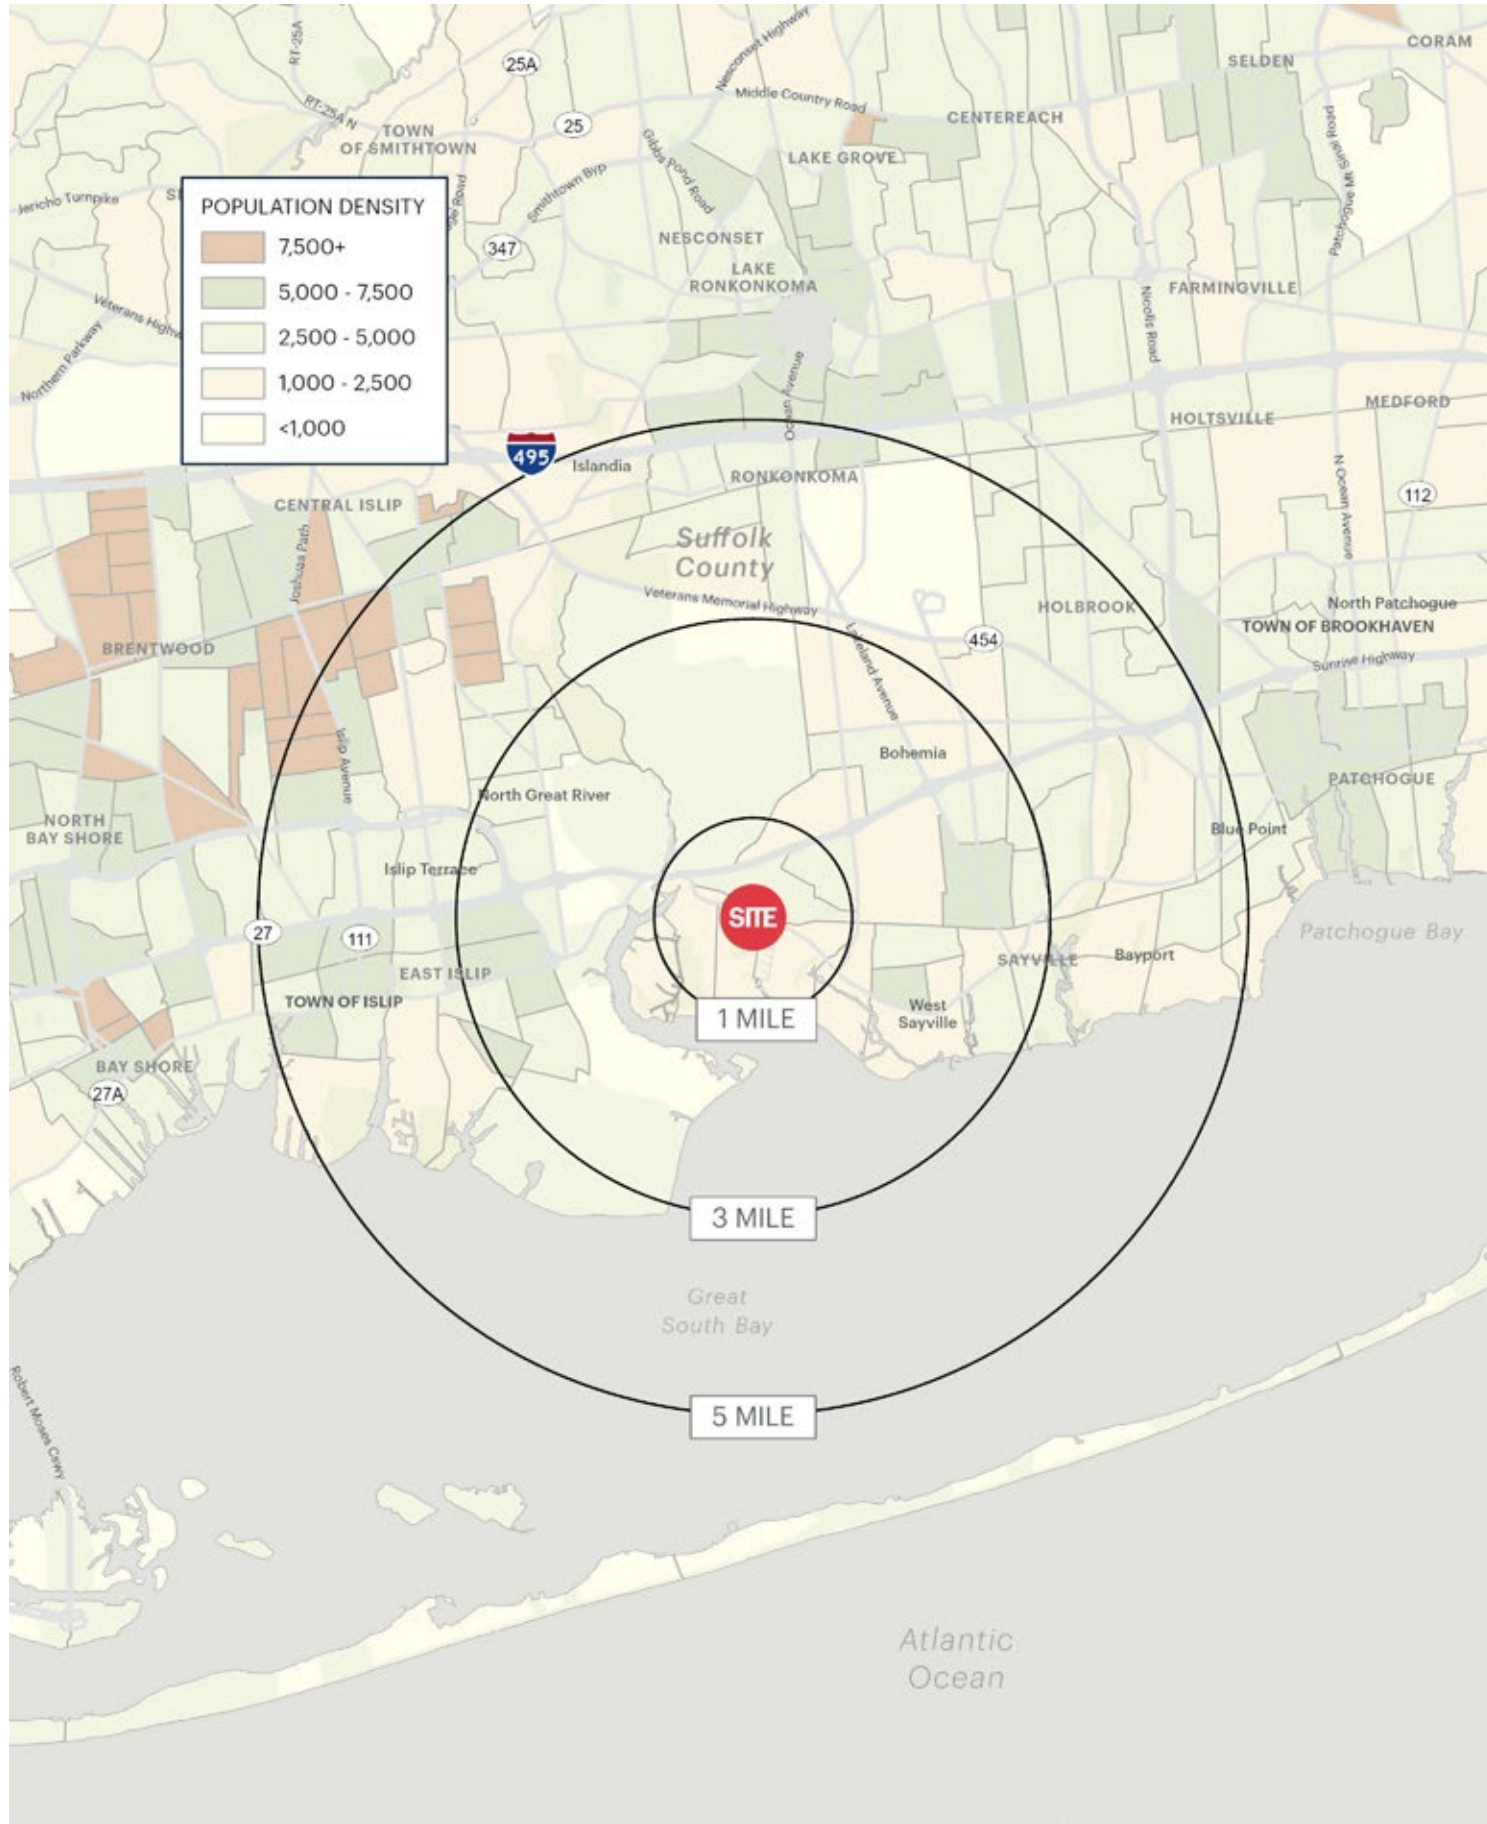 RT-25A
25A
Nesconset Highway
CORAM
SELDEN
Middle Country Road
RT-25A N
25
CENTEREACH
TOWN
OF SMITHTOWN
Gibbs Pond Road
LAKE GROVE
Patchogue Mt Sinai Road
Smithtown Byp
Jericho Turnpike
POPULATION DENSITY
7,500+
5,000 - 7,500
2,500 - 5,000
1,000 - 2,500
<1,000
347
NESCONSET
LAKE
RONKONKOMA
FARMINGVILLE
Nicolls Road
Northern Parkway
Ocean Avenue
MEDFORD
HOLTSVILLE
495
Islandia
RONKONKOMA
N Ocean Avenue
112
CENTRAL ISLIP
Joshuas Path
Suffolk
County
Veterans Memorial Highway
HOLBROOK
North Patchogue
TOWN OF BROOKHAVEN
454
Lakeland Avenue
BRENTWOOD
Sunrise Highway
Islip Avenue
Bohemia
PATCHOGUE
North Great River
NORTH
BAY SHORE
Blue Point
Islip Terrace
SITE
27
111
Patchogue Bay
SAYVILLE
Bayport
EAST ISLIP
TOWN OF ISLIP
West
Sayville
1 MILE
BAY SHORE
27A
3 MILE
Great
South Bay
5 MILE
Robert Moses Cswy
Atlantic
Ocean